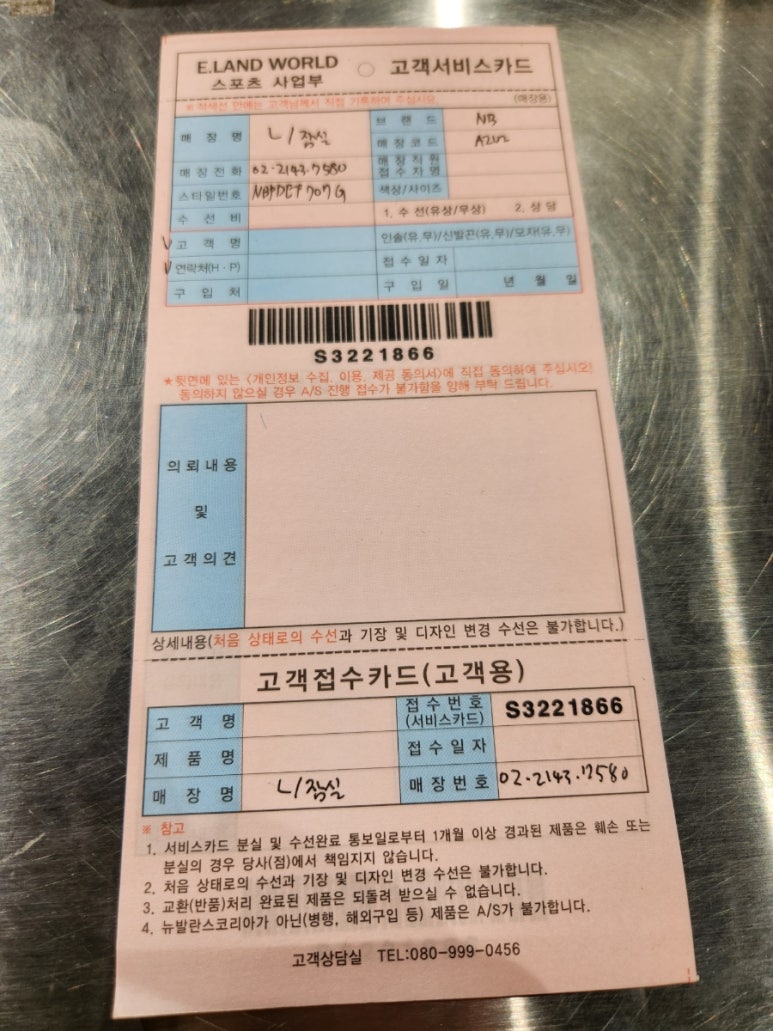 E.LAND WORLD
스포츠 사업부
고객서비스카드
※ 적색선 안에는 고객님께서 직접 기록하여 주십시오. (매장용)
매장명 L/잠실 브랜드 NB
매장코드
매장전화 02-2143-7580 매장직원 접수자명
스타일번호 색상/사이즈
수선비 1. 수선(유상/무상) 2. 상담
V 고객명 인솔(유,무)/신발끈(유,무)/모자(유,무)
V 연락처(H·P) 접수일자
구입처 구입일 년 월 일
S3221866
★뒷면에 있는 <개인정보 수집, 이용, 제공 동의서>에 직접 동의하여 주십시오!
동의하지 않으실 경우 A/S 진행 접수가 불가함을 양해 부탁 드립니다.
의뢰내용
및
고객의견
상세내용(처음 상태로의 수선과 기장 및 디자인 변경 수선은 불가합니다.)
고객접수카드(고객용)
고객명 접수번호 (서비스카드) S3221866
제품명 접수일자
매장명 L/잠실 매장번호 02-2143-7580
※ 참고
1. 서비스카드 분실 및 수선완료 통보일로부터 1개월 이상 경과된 제품은 훼손 또는
분실의 경우 당사(점)에서 책임지지 않습니다.
2. 처음 상태로의 수선과 기장 및 디자인 변경 수선은 불가합니다.
3. 교환(반품)처리 완료된 제품은 되돌려 받으실 수 없습니다.
4. 뉴발란스코리아가 아닌(병행, 해외구입 등) 제품은 A/S가 불가합니다.
고객상담실 TEL:080-999-0456